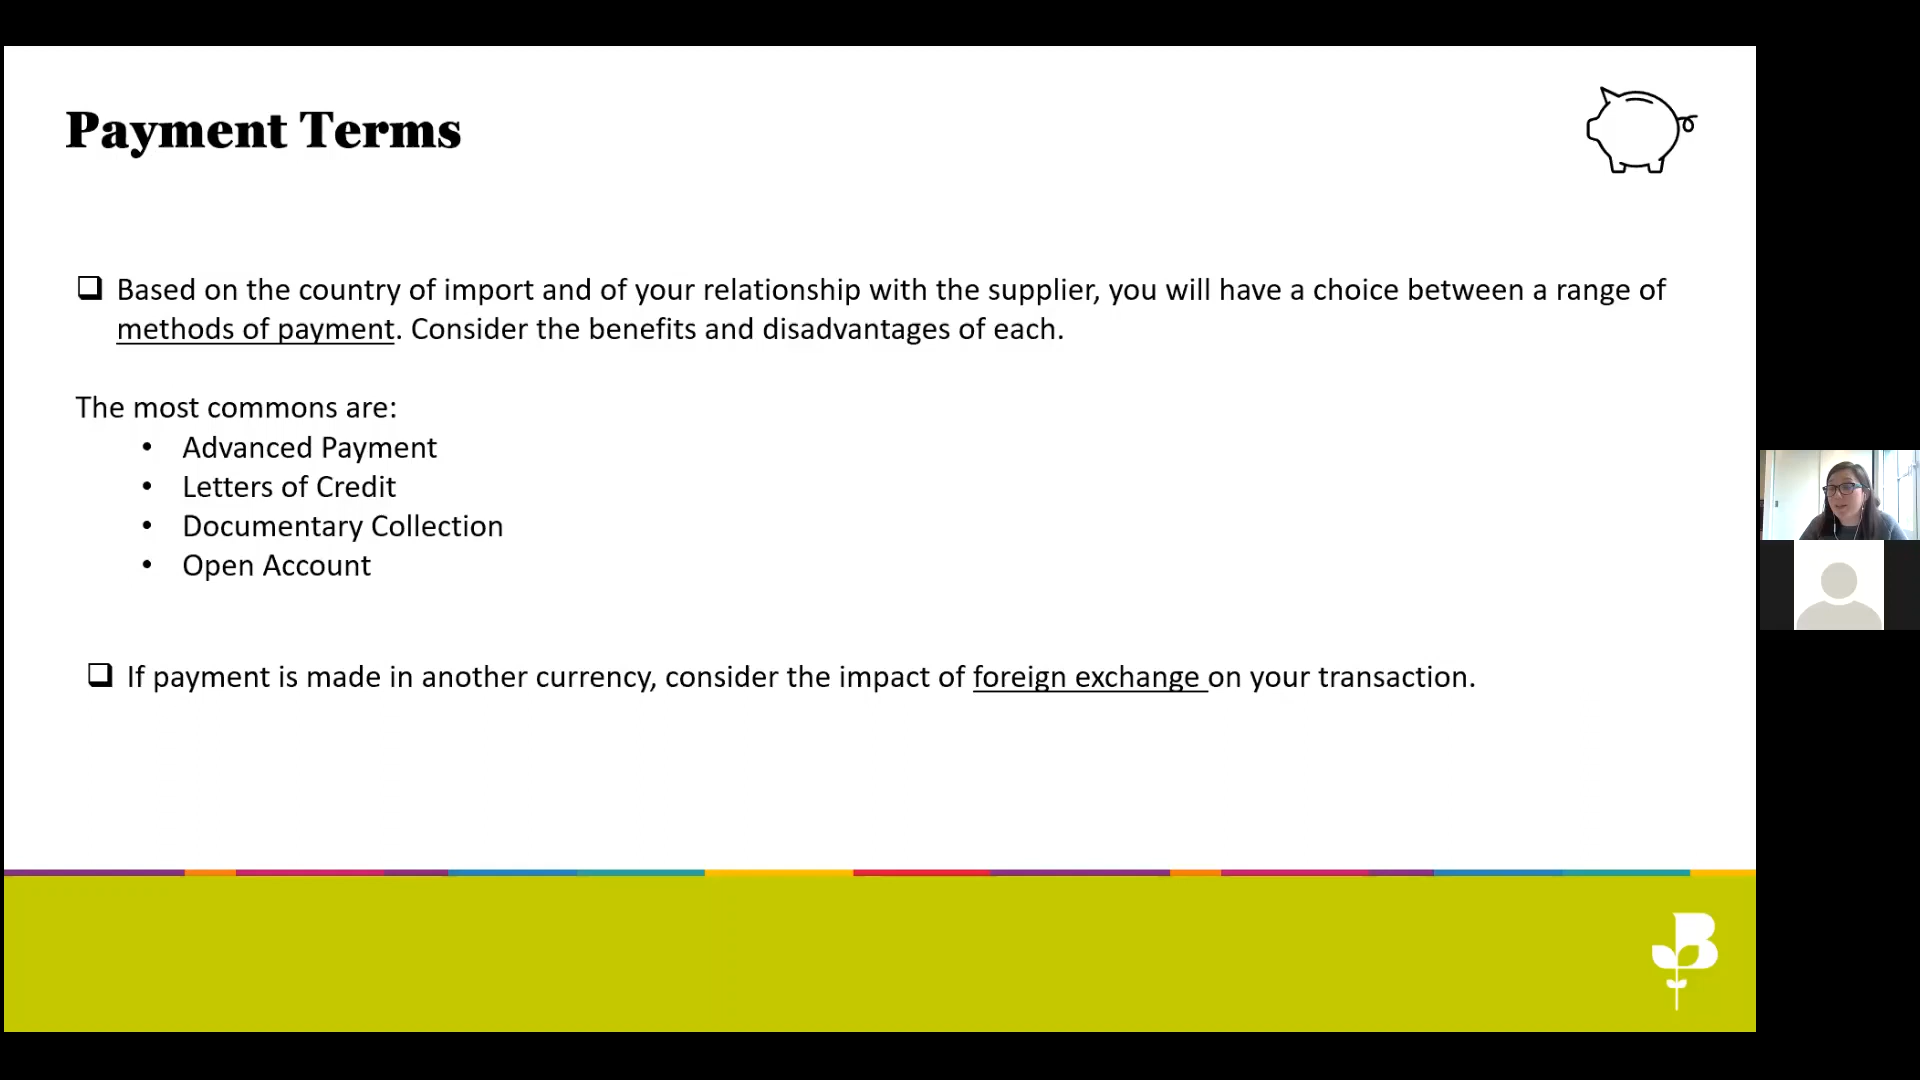 Payment Terms
Based on the country of import and of your relationship with the supplier, you will have a choice between a range of
methods of payment. Consider the benefits and disadvantages of each.
The most commons are:
• Advanced Payment
• Letters of Credit
• Documentary Collection
• Open Account
If payment is made in another currency, consider the impact of foreign exchange on your transaction.